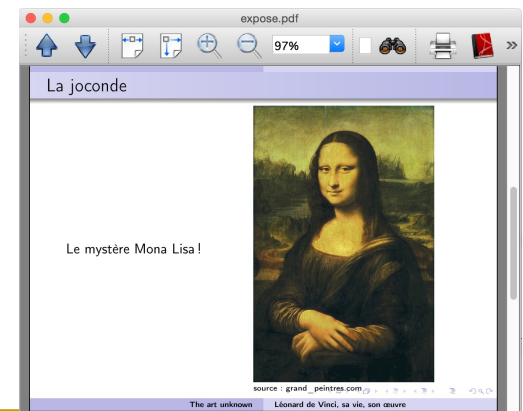 expose.pdf
97%
La joconde
Le mystère Mona Lisa !
source : grand_peintres.com
The art unknown Léonard de Vinci, sa vie, son œuvre